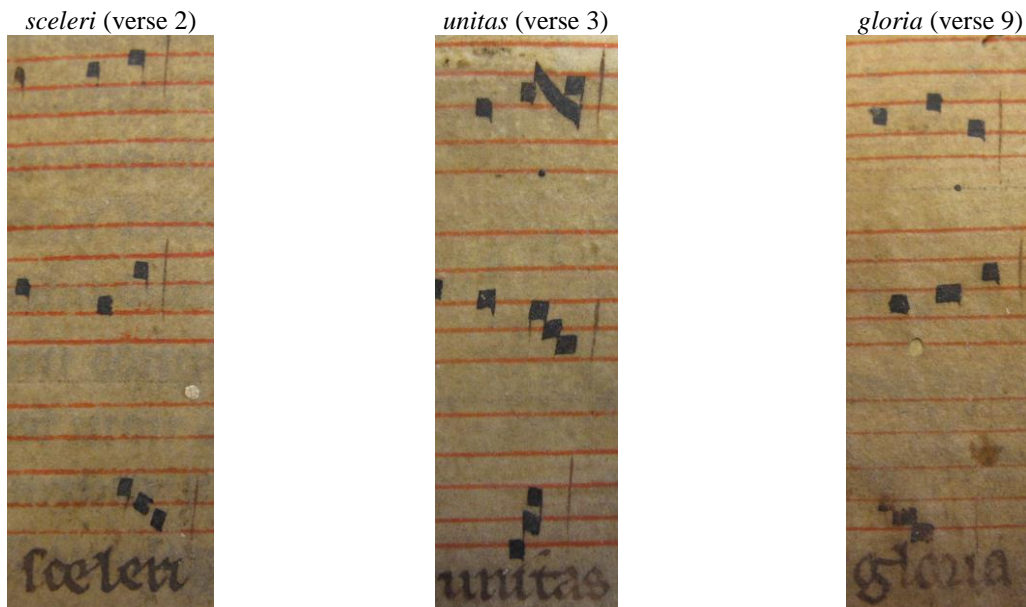 sceleri (verse 2)
unitas (verse 3)
gloria (verse 9)
sceleri
unitas
gloria